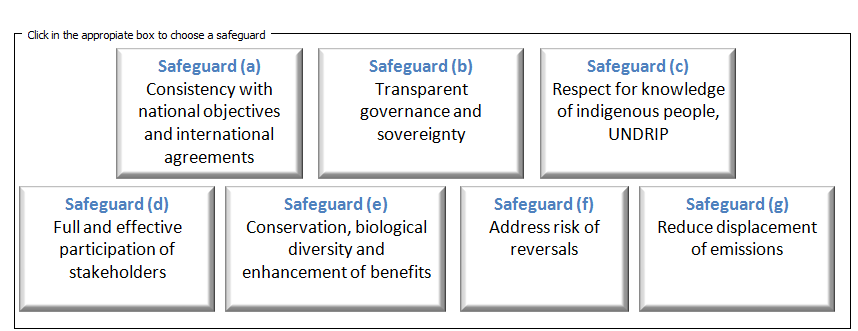 Click in the appropiate box to choose a safeguard
Safeguard (a)
Consistency with
national objectives
and international
agreements
Safeguard (b)
Transparent
governance and
sovereignty
Safeguard (c)
Respect for knowledge
of indigenous people,
UNDRIP
Safeguard (d)
Full and effective
participation of
stakeholders
Safeguard (e)
Conservation, biological
diversity and
enhancement of benefits
Safeguard (f)
Address risk of
reversals
Safeguard (g)
Reduce displacement
of emissions